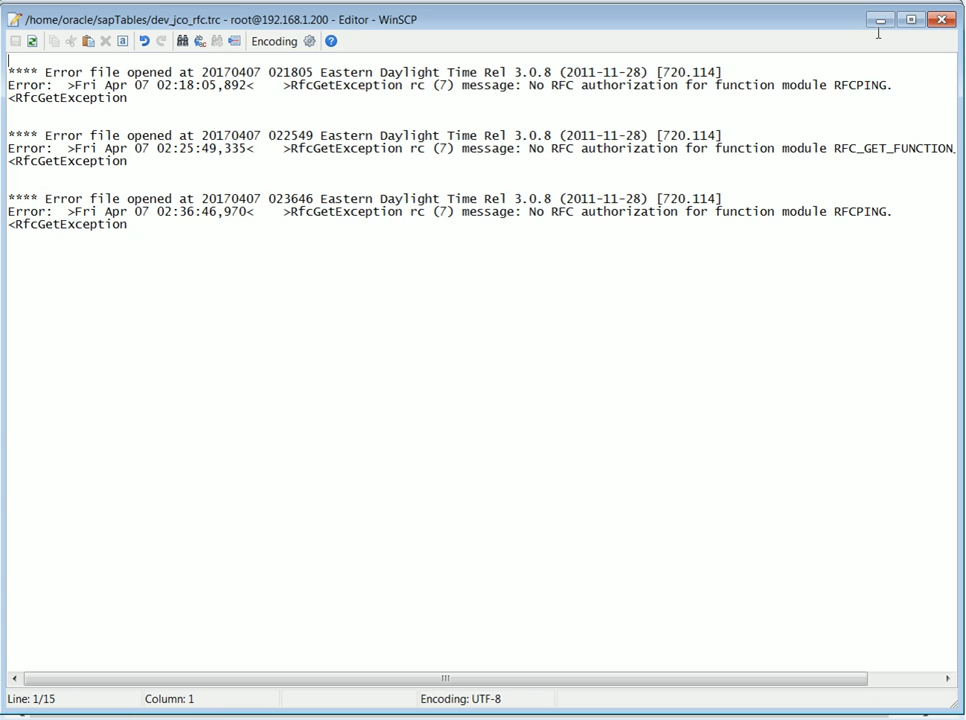 /home/oracle/sapTables/dev_jco_rfc.trc - root@192.168.1.200 - Editor - WinSCP
Encoding
**** Error file opened at 20170407 021805 Eastern Daylight Time Rel 3.0.8 (2011-11-28) [720.114]
Error:  >Fri Apr 07 02:18:05,892<    >RfcGetException rc (7) message: No RFC authorization for function module RFCPING.
<RfcGetException
**** Error file opened at 20170407 022549 Eastern Daylight Time Rel 3.0.8 (2011-11-28) [720.114]
Error:  >Fri Apr 07 02:25:49,335<    >RfcGetException rc (7) message: No RFC authorization for function module RFC_GET_FUNCTION_
<RfcGetException
**** Error file opened at 20170407 023646 Eastern Daylight Time Rel 3.0.8 (2011-11-28) [720.114]
Error:  >Fri Apr 07 02:36:46,970<    >RfcGetException rc (7) message: No RFC authorization for function module RFCPING.
<RfcGetException
Line: 1/15 Column: 1 Encoding: UTF-8